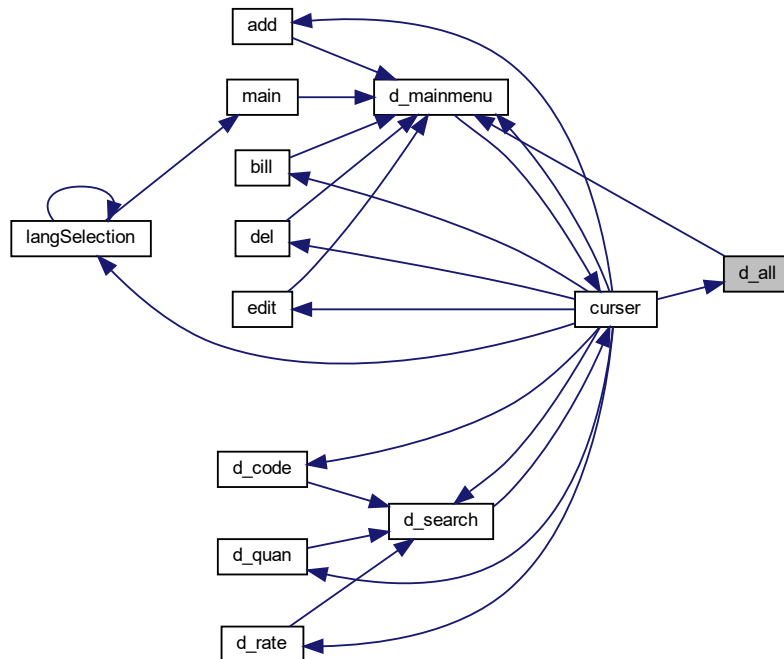 add
main
d_mainmenu
bill
langSelection
del
d_all
edit
curser
d_code
d_search
d_quan
d_rate